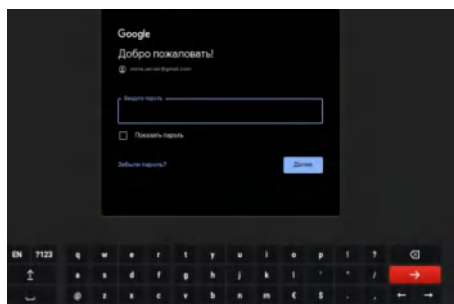 Google
Добро пожаловать!
Введите пароль
Показать пароль
Забыли пароль?
Далее
EN ?123 q w e r t y u i o p ! ?
a s d f g h j k l ' " /
@ z x c v b n m € $ .